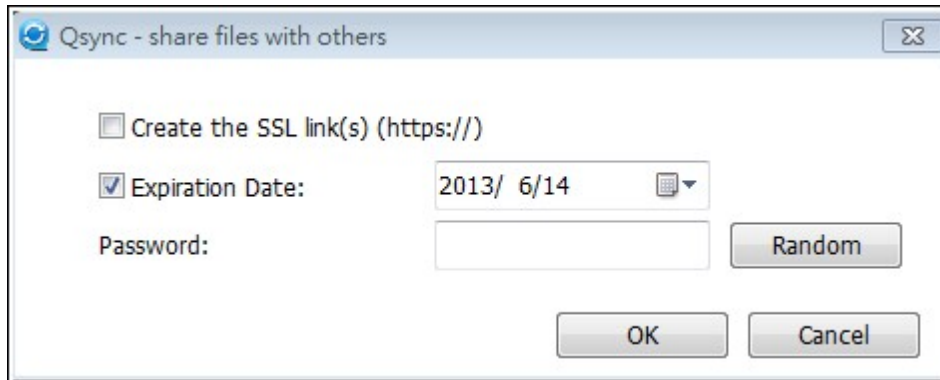 Qsync - share files with others
Create the SSL link(s) (https://)
Expiration Date: 2013/ 6/14
Password: Random
OK Cancel